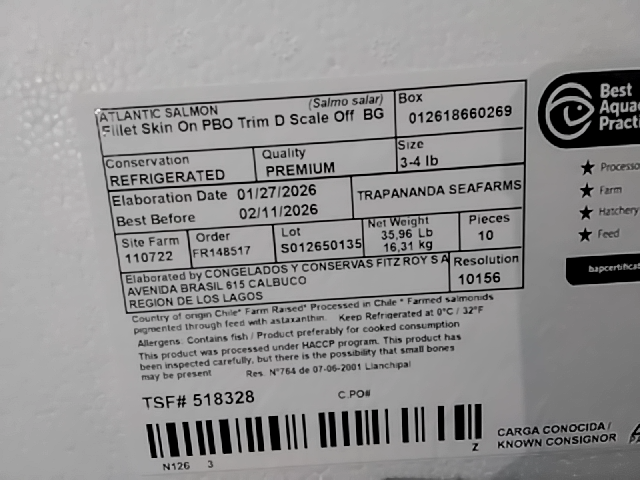 ATLANTIC SALMON (Salmo salar)
Fillet Skin On PBO Trim D Scale Off BG
Box
012618660269
Conservation
REFRIGERATED
Quality
PREMIUM
Size
3-4 lb
Elaboration Date 01/27/2026
Best Before 02/11/2026
TRAPANANDA SEAFARMS
Site Farm
110722
Order
FR148517
Lot
S012650135
Net Weight
35,96 Lb
16,31 kg
Pieces
10
Elaborated by CONGELADOS Y CONSERVAS FITZ ROY S A
AVENIDA BRASIL 615 CALBUCO
REGION DE LOS LAGOS
Resolution
10156
Country of origin Chile* Farm Raised* Processed in Chile * Farmed salmonids
pigmented through feed with astaxanthin. Keep Refrigerated at 0°C / 32°F
Allergens: Contains fish / Product preferably for cooked consumption
This product was processed under HACCP program. This product has
been inspected carefully, but there is the possibility that small bones
may be present Res. N°764 de 07-06-2001 Llanchipal
TSF# 518328
C.PO#
N126 3
Z
CARGA CONOCIDA /
KNOWN CONSIGNOR
Best
Aqua
Practi
Processo
Farm
Hatchery
Feed
bapcertificat